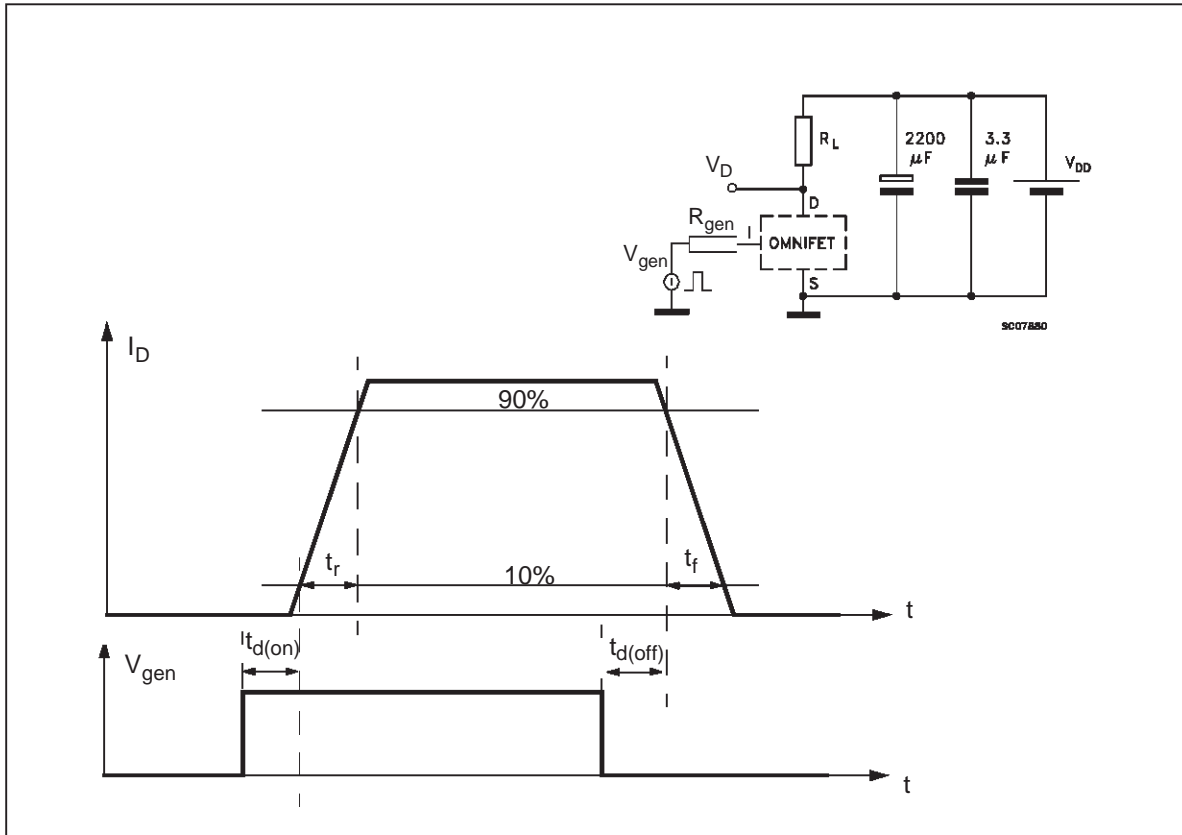 R_L
2200 μF
3.3 μF
V_DD
V_D
D
R_gen
I
OMNIFET
V_gen
S
SC07880
I_D
90%
t_r
10%
t_f
t
t_d(on)
t_d(off)
V_gen
t